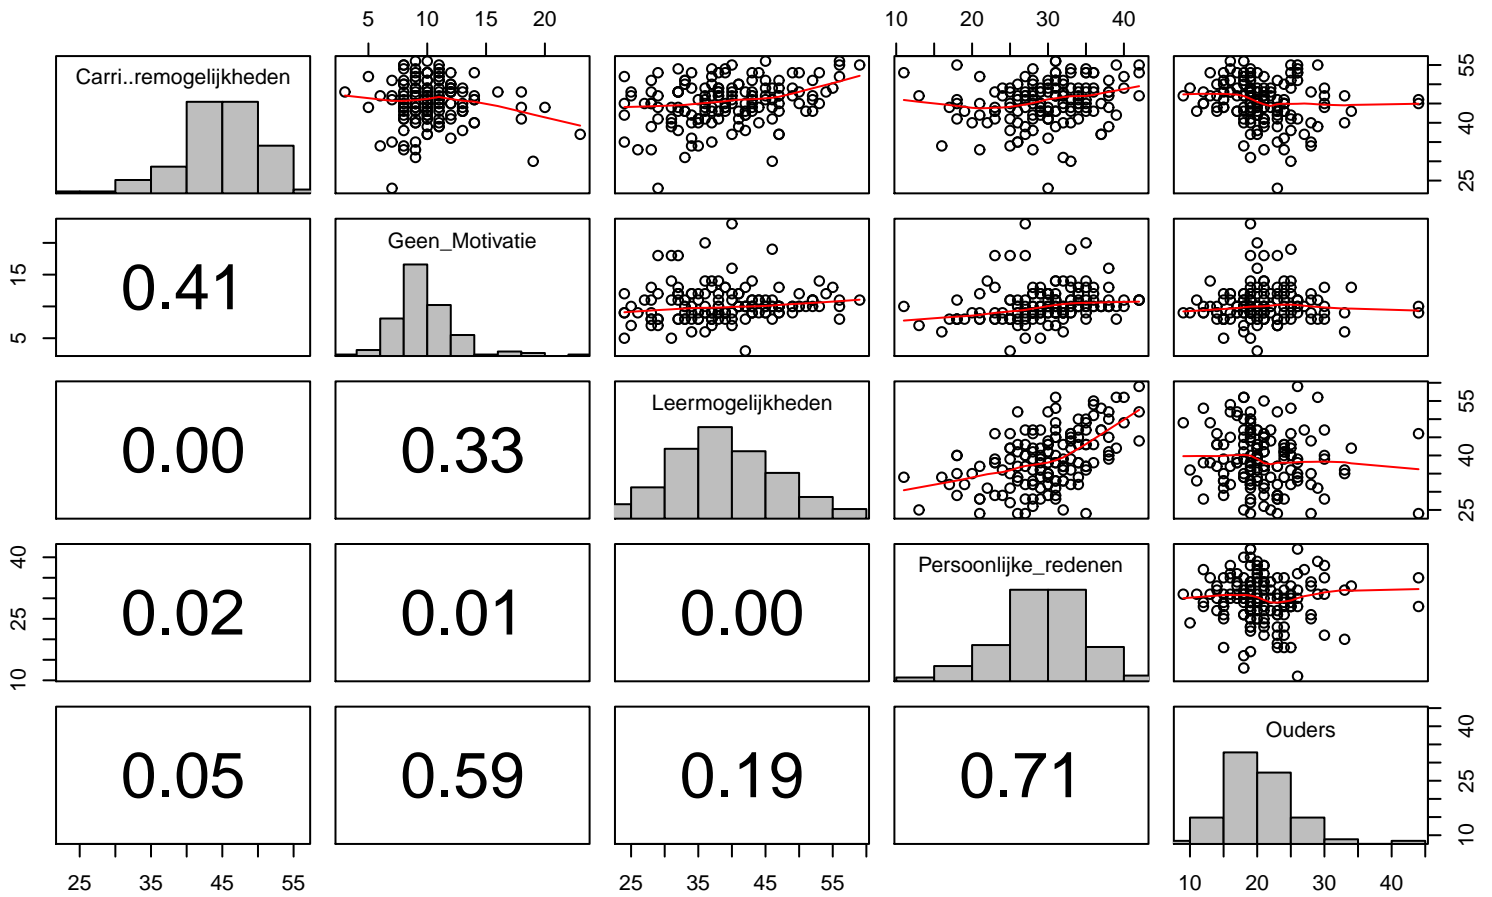 5 10 15 20 10 20 30 40
Carri..remogelijkheden
25 40 55
Geen_Motivatie
5 15
0.41
Leermogelijkheden
25 40 55
0.00 0.33
Persoonlijke_redenen
10 25 40
0.02 0.01 0.00
Ouders
10 25 40
0.05 0.59 0.19 0.71
25 35 45 55 25 35 45 55 10 20 30 40